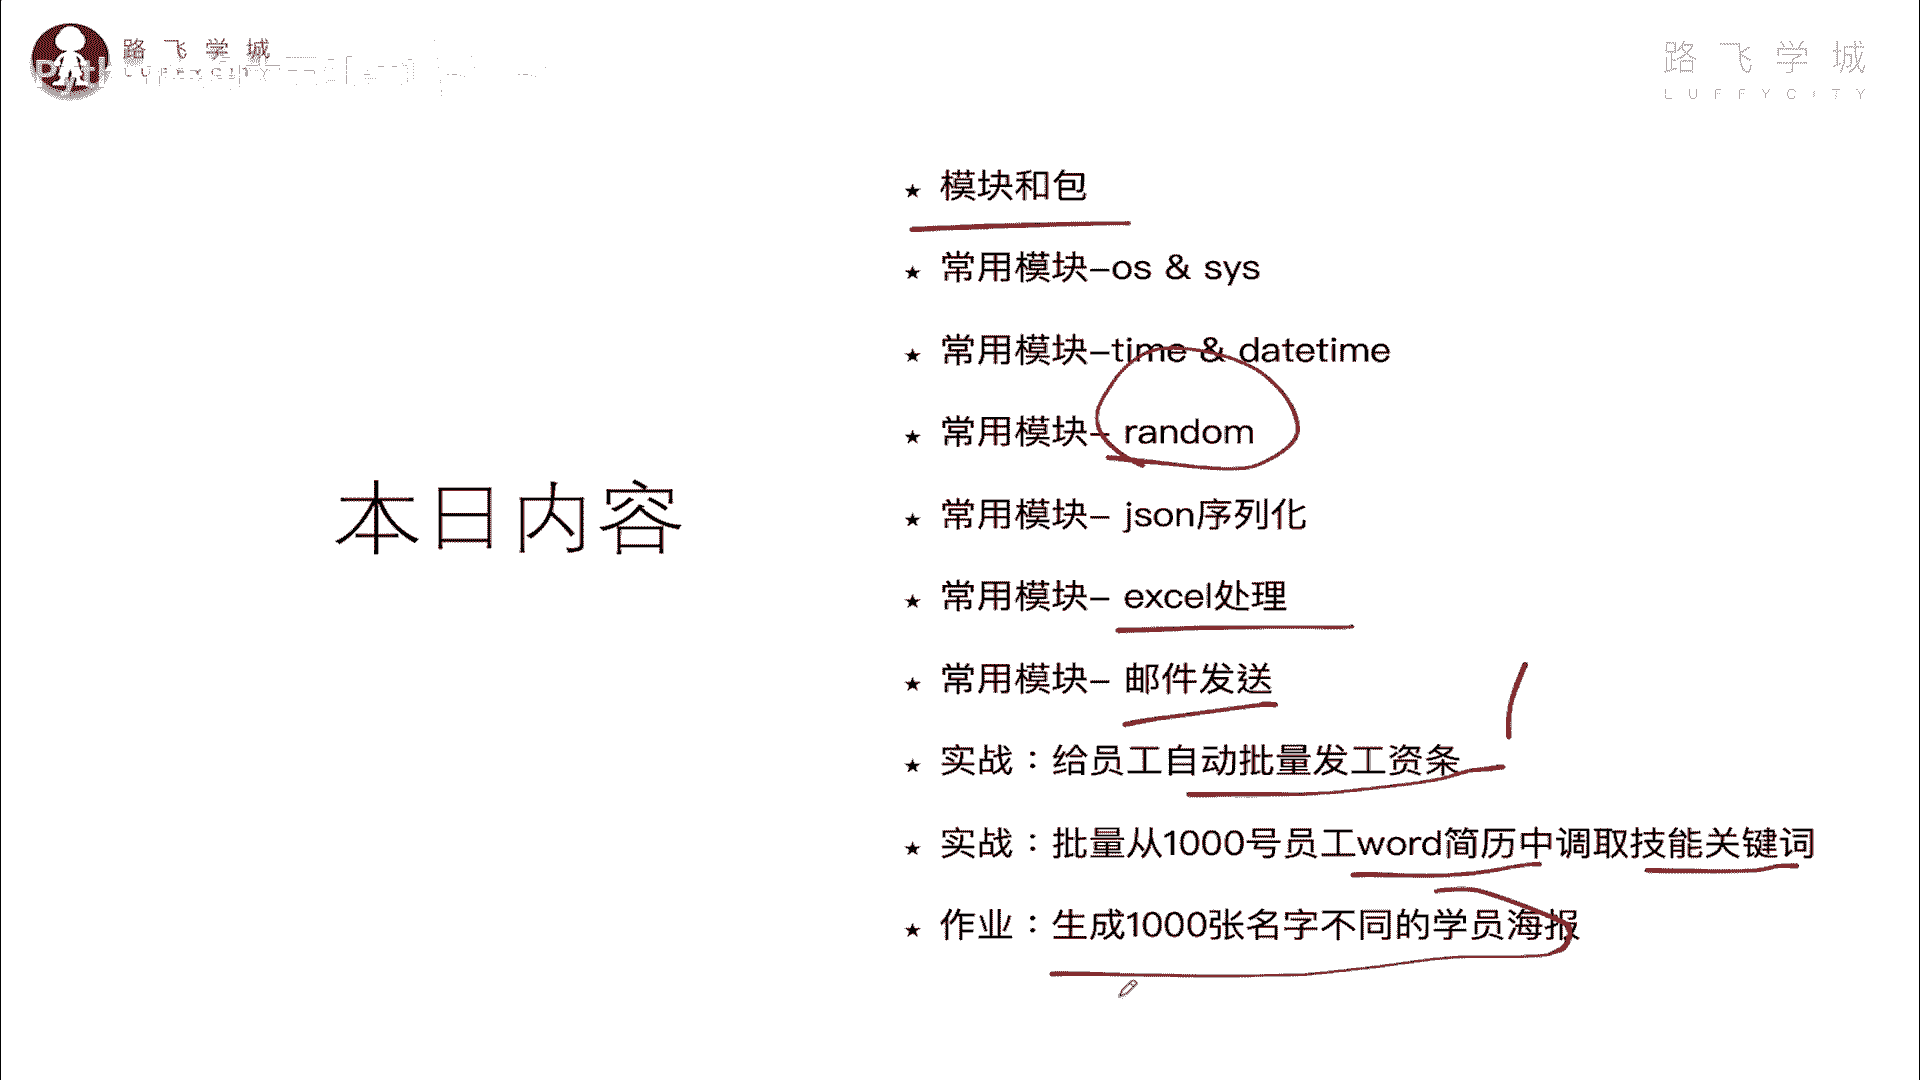 路飞学城
LUFFYCITY
路飞学城
LUFFYCITY
本日内容
★ 模块和包
★ 常用模块–os & sys
★ 常用模块–time & datetime
★ 常用模块– random
★ 常用模块– json序列化
★ 常用模块– excel处理
★ 常用模块– 邮件发送
★ 实战：给员工自动批量发工资条
★ 实战：批量从1000号员工word简历中调取技能关键词
★ 作业：生成1000张名字不同的学员海报